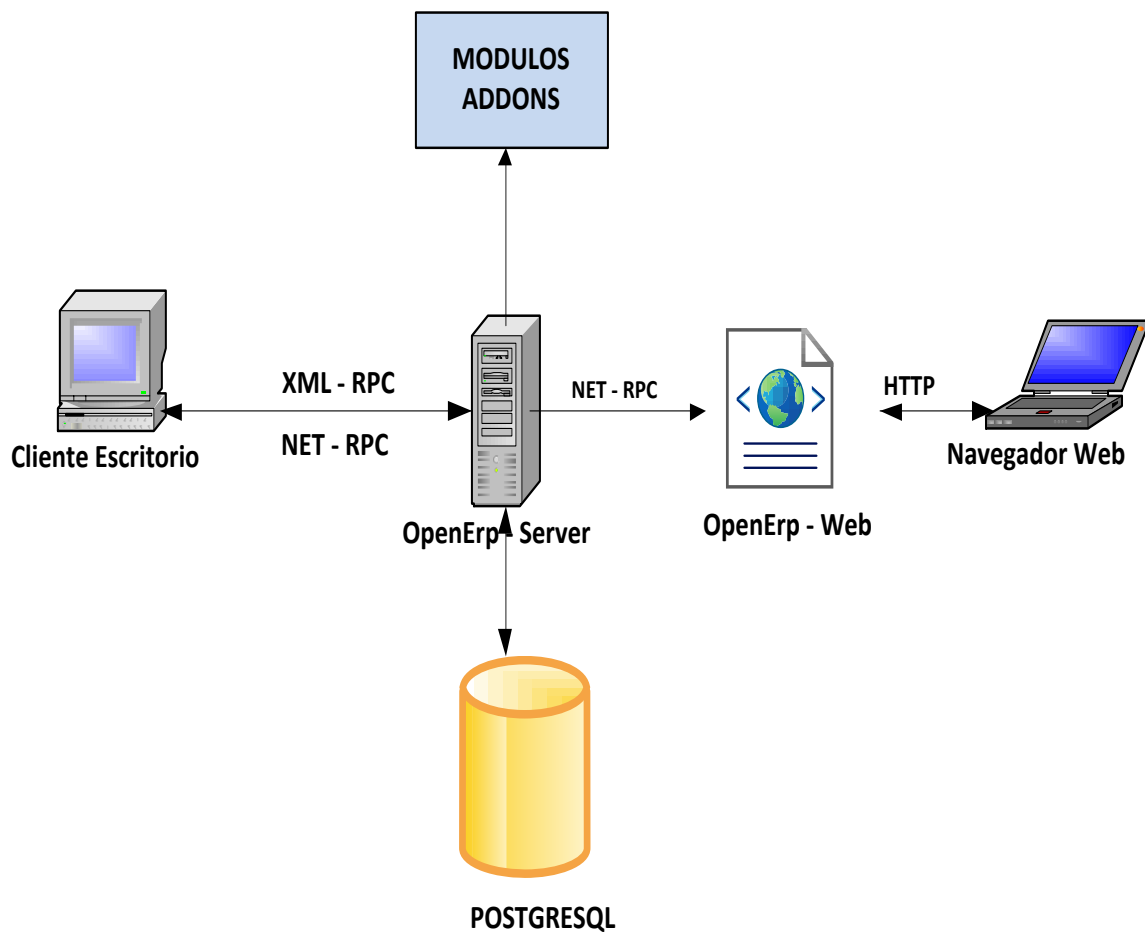 MODULOS
ADDONS
XML - RPC
NET - RPC
Cliente Escritorio
OpenErp - Server
NET - RPC
OpenErp - Web
HTTP
Navegador Web
POSTGRESQL